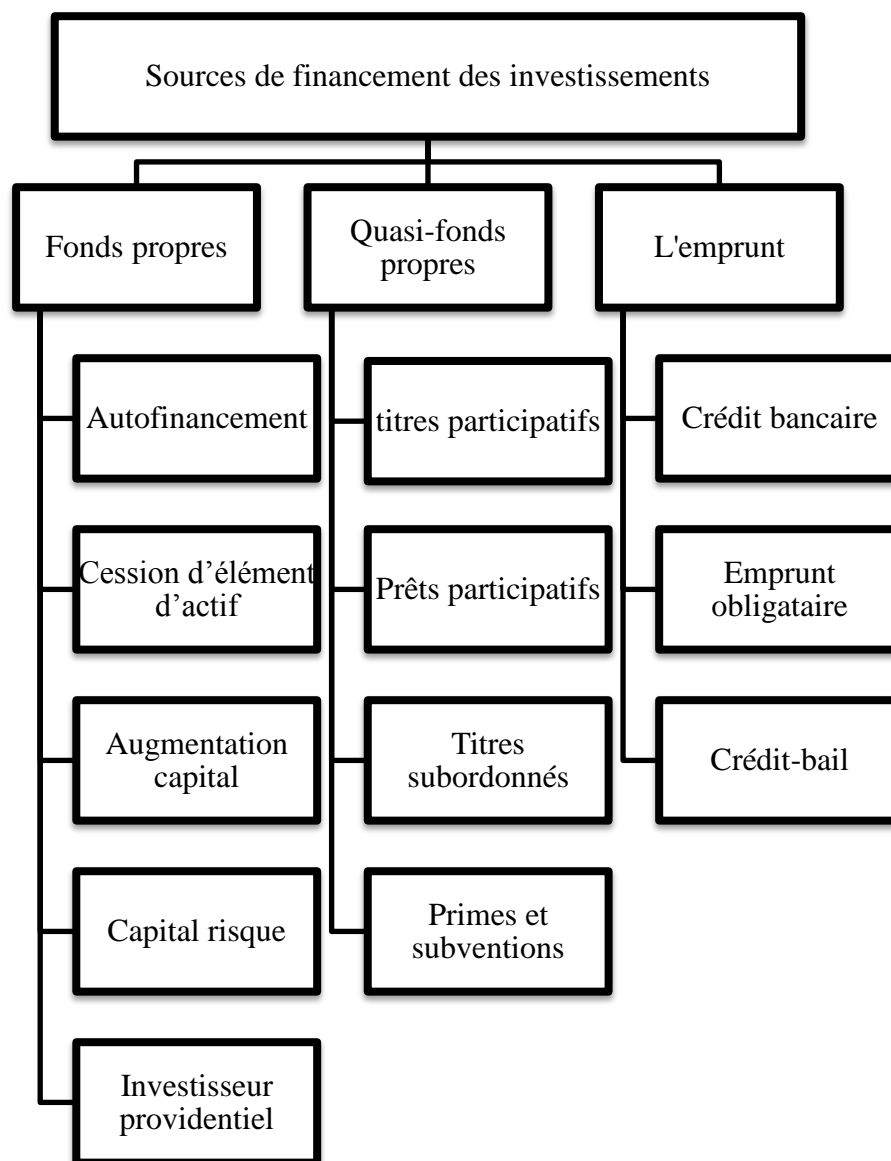 Sources de financement des investissements
Fonds propres
Quasi-fonds
propres
L'emprunt
Autofinancement
titres participatifs
Crédit bancaire
Cession d’élément
d’actif
Prêts participatifs
Emprunt
obligataire
Augmentation
capital
Titres
subordonnés
Crédit-bail
Capital risque
Primes et
subventions
Investisseur
providentiel